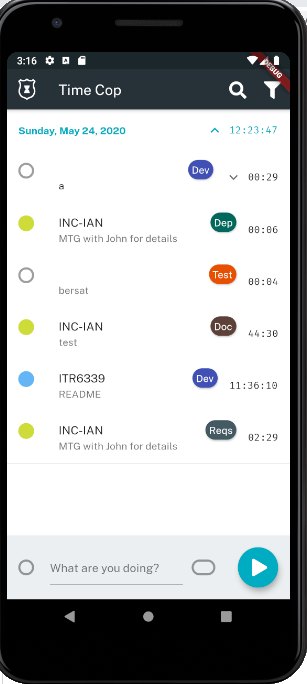 3:16
DEBUG
Time Cop
Sunday, May 24, 2020 12:23:47
Dev
a 00:29
INC-IAN Dep
MTG with John for details 00:06
Test
bersat 00:04
INC-IAN Doc
test 44:30
ITR6339 Dev
README 11:36:10
INC-IAN Reqs
MTG with John for details 02:29
What are you doing?